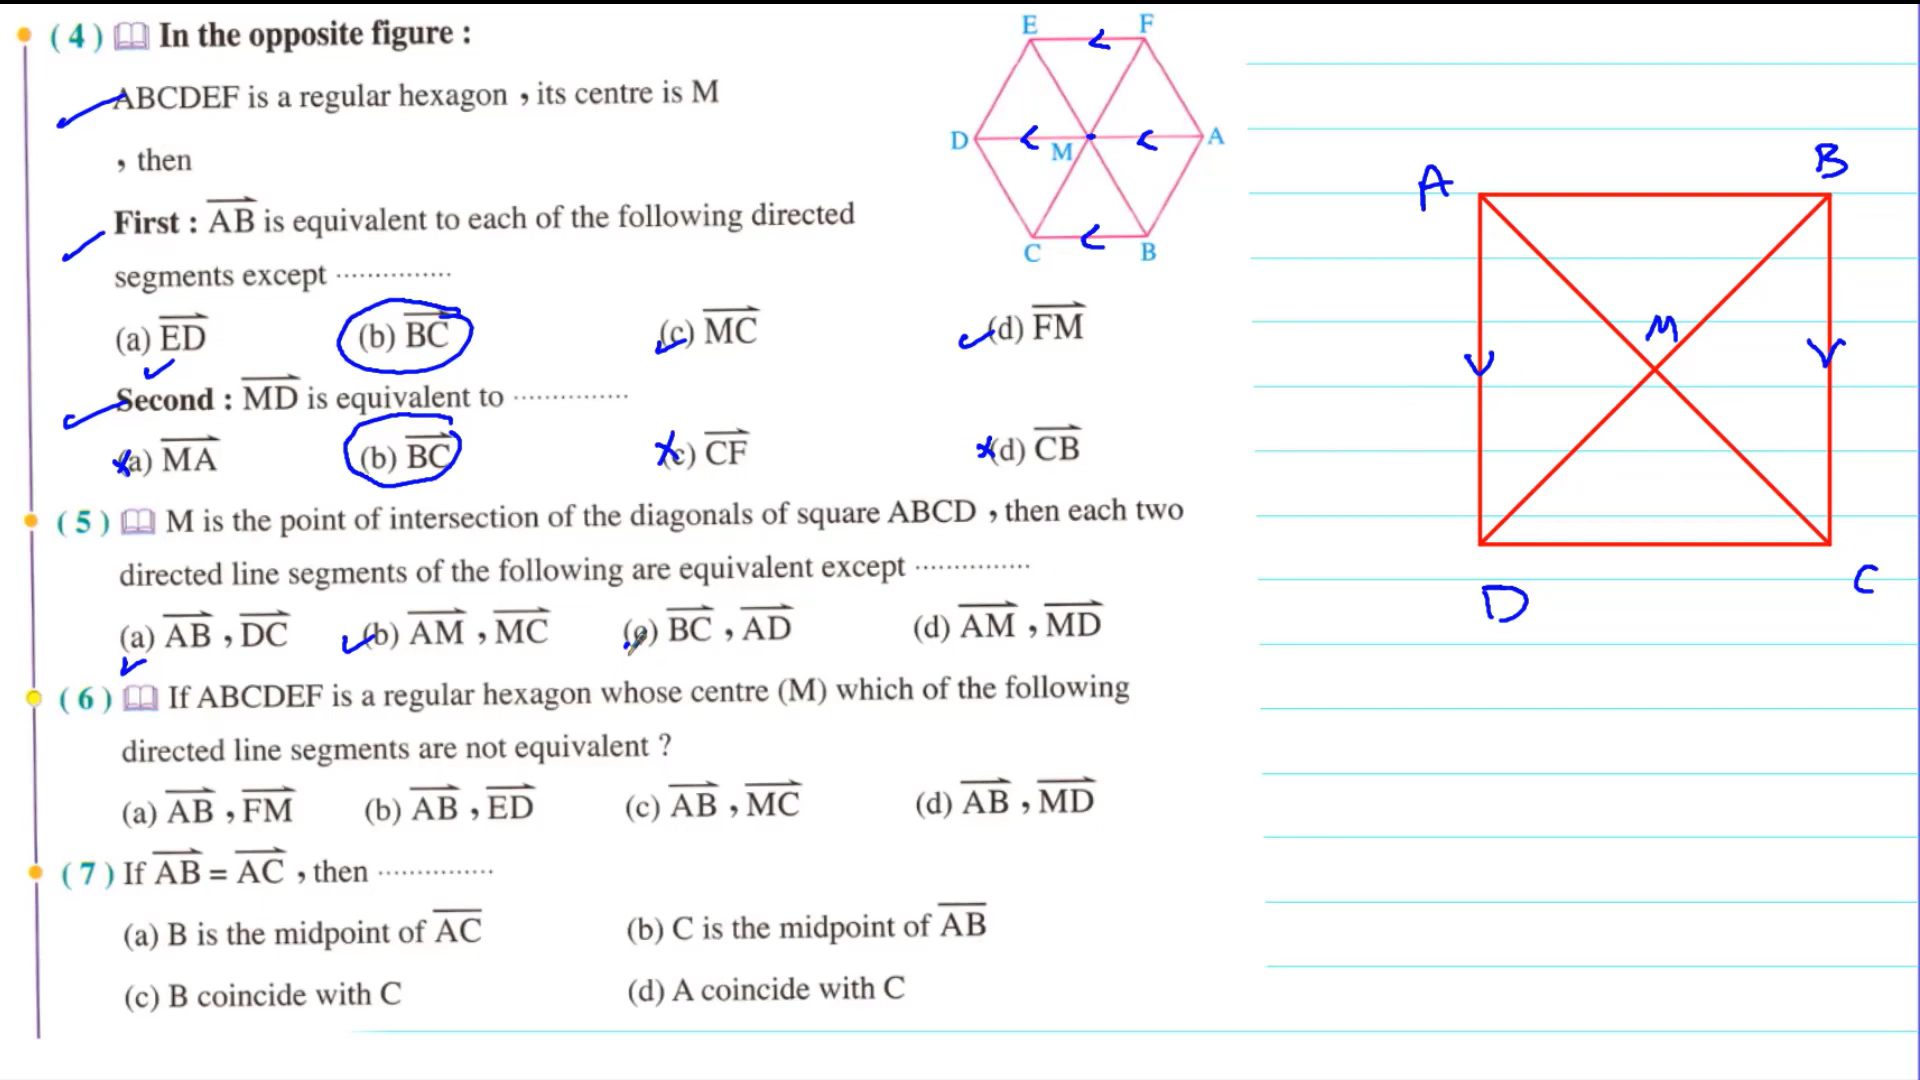 (4) In the opposite figure :
ABCDEF is a regular hexagon , its centre is M
, then
First : AB is equivalent to each of the following directed
segments except ...............
(a) ED (b) BC (c) MC (d) FM
Second : MD is equivalent to ...............
(a) MA (b) BC (c) CF (d) CB
(5) M is the point of intersection of the diagonals of square ABCD , then each two
directed line segments of the following are equivalent except ...............
(a) AB , DC (b) AM , MC (c) BC , AD (d) AM , MD
(6) If ABCDEF is a regular hexagon whose centre (M) which of the following
directed line segments are not equivalent ?
(a) AB , FM (b) AB , ED (c) AB , MC (d) AB , MD
(7) If AB = AC , then ...............
(a) B is the midpoint of AC (b) C is the midpoint of AB
(c) B coincide with C (d) A coincide with C
E F
D M A
C B
A B
M
D C